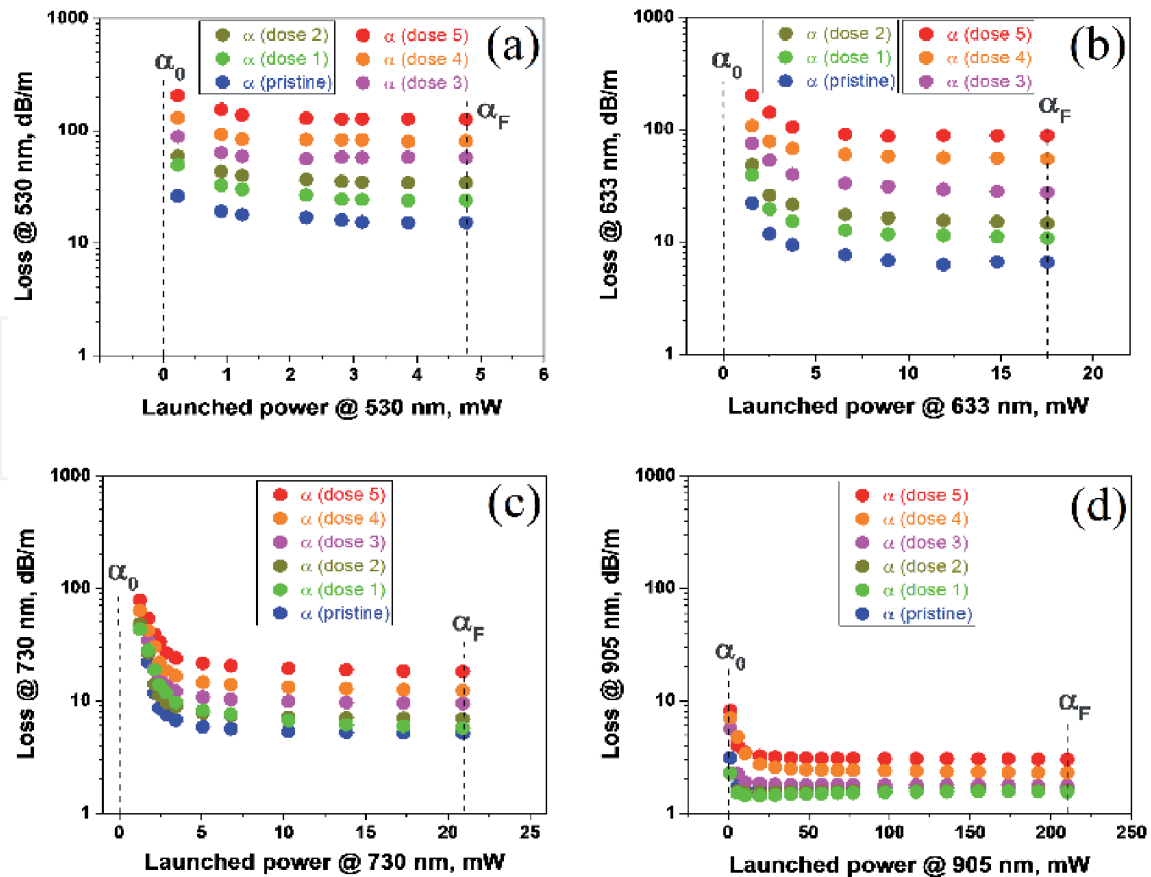 (a)
α (dose 2) α (dose 5)
α (dose 1) α (dose 4)
α (pristine) α (dose 3)
α0
αF
1000
100
10
1
Loss @ 530 nm, dB/m
0 1 2 3 4 5 6
Launched power @ 530 nm, mW
(b)
α (dose 2) α (dose 5)
α (dose 1) α (dose 4)
α (pristine) α (dose 3)
α0
αF
1000
100
10
1
Loss @ 633 nm, dB/m
0 5 10 15 20
Launched power @ 633 nm, mW
(c)
α (dose 5)
α (dose 4)
α (dose 3)
α (dose 2)
α (dose 1)
α (pristine)
α0
αF
1000
100
10
1
Loss @ 730 nm, dB/m
0 5 10 15 20 25
Launched power @ 730 nm, mW
(d)
α (dose 5)
α (dose 4)
α (dose 3)
α (dose 2)
α (dose 1)
α (pristine)
α0
αF
1000
100
10
1
Loss @ 905 nm, dB/m
0 50 100 150 200 250
Launched power @ 905 nm, mW